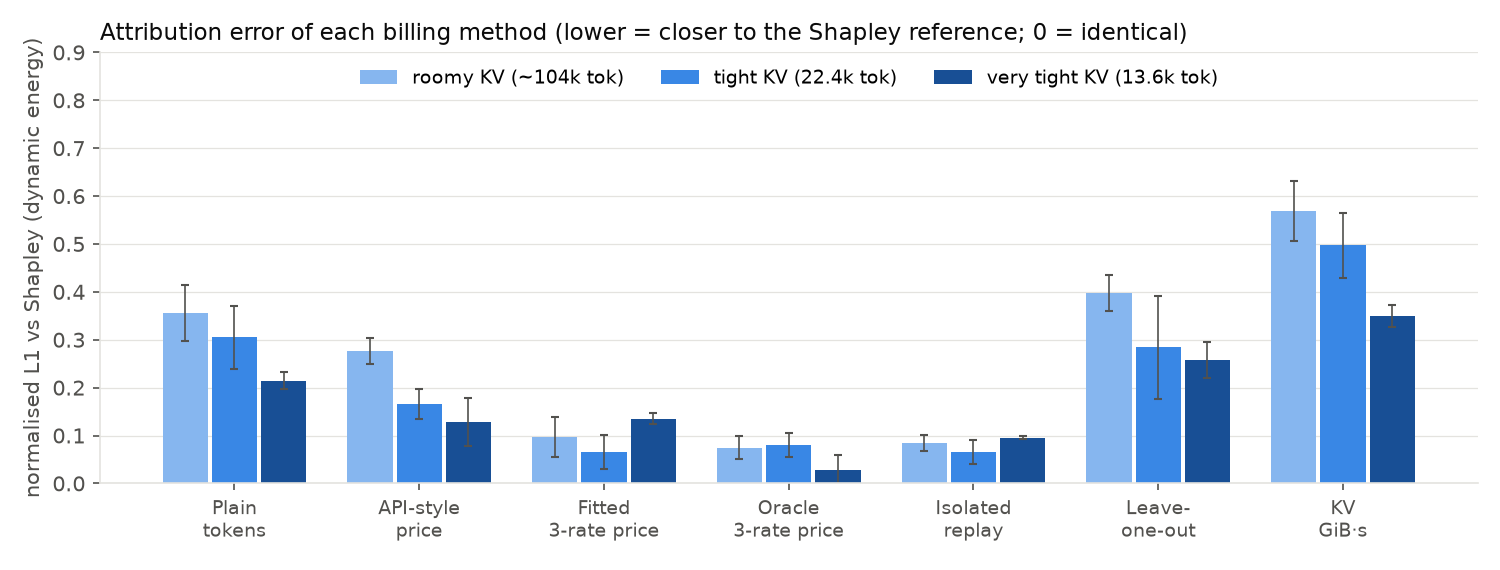 Attribution error of each billing method (lower = closer to the Shapley reference; 0 = identical)
normalised L1 vs Shapley (dynamic energy)
0.9
0.8
0.7
0.6
0.5
0.4
0.3
0.2
0.1
0.0
roomy KV (~104k tok)
tight KV (22.4k tok)
very tight KV (13.6k tok)
Plain
tokens
API-style
price
Fitted
3-rate price
Oracle
3-rate price
Isolated
replay
Leave-
one-out
KV
GiB·s